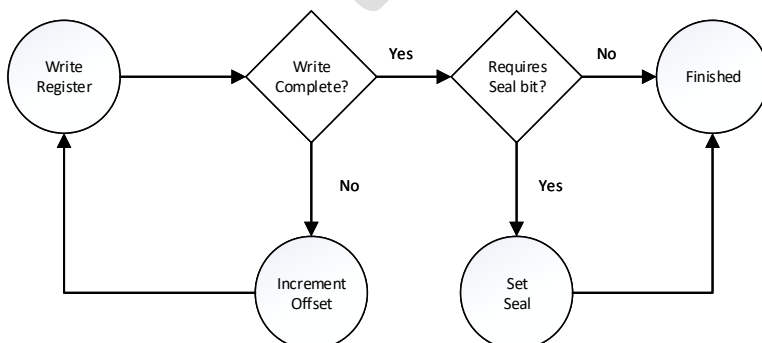 Write
Register
Write
Complete?
Yes
Requires
Seal bit?
No
Finished
No
Yes
Increment
Offset
Set
Seal